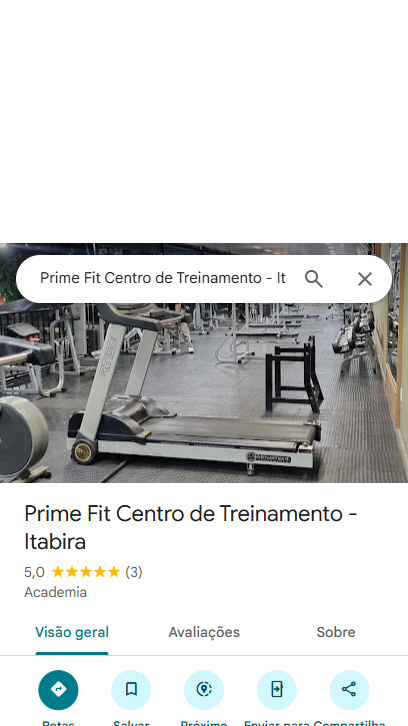 Prime Fit Centro de Treinamento - It
Prime Fit Centro de Treinamento -
Itabira
5,0 (3)
Academia
Visão geral Avaliações Sobre
Rotas Salvar Próximo Enviar para Compartilha